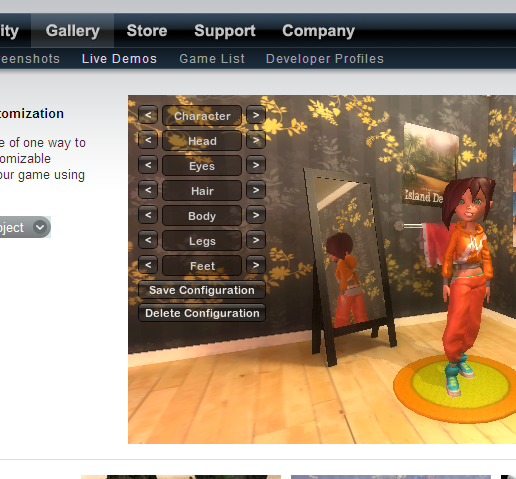 ity Gallery Store Support Company
eenshots Live Demos Game List Developer Profiles
tomization
e of one way to
omizable
our game using
oject
< Character >
< Head >
< Eyes >
< Hair >
< Body >
< Legs >
< Feet >
Save Configuration
Delete Configuration
Island De